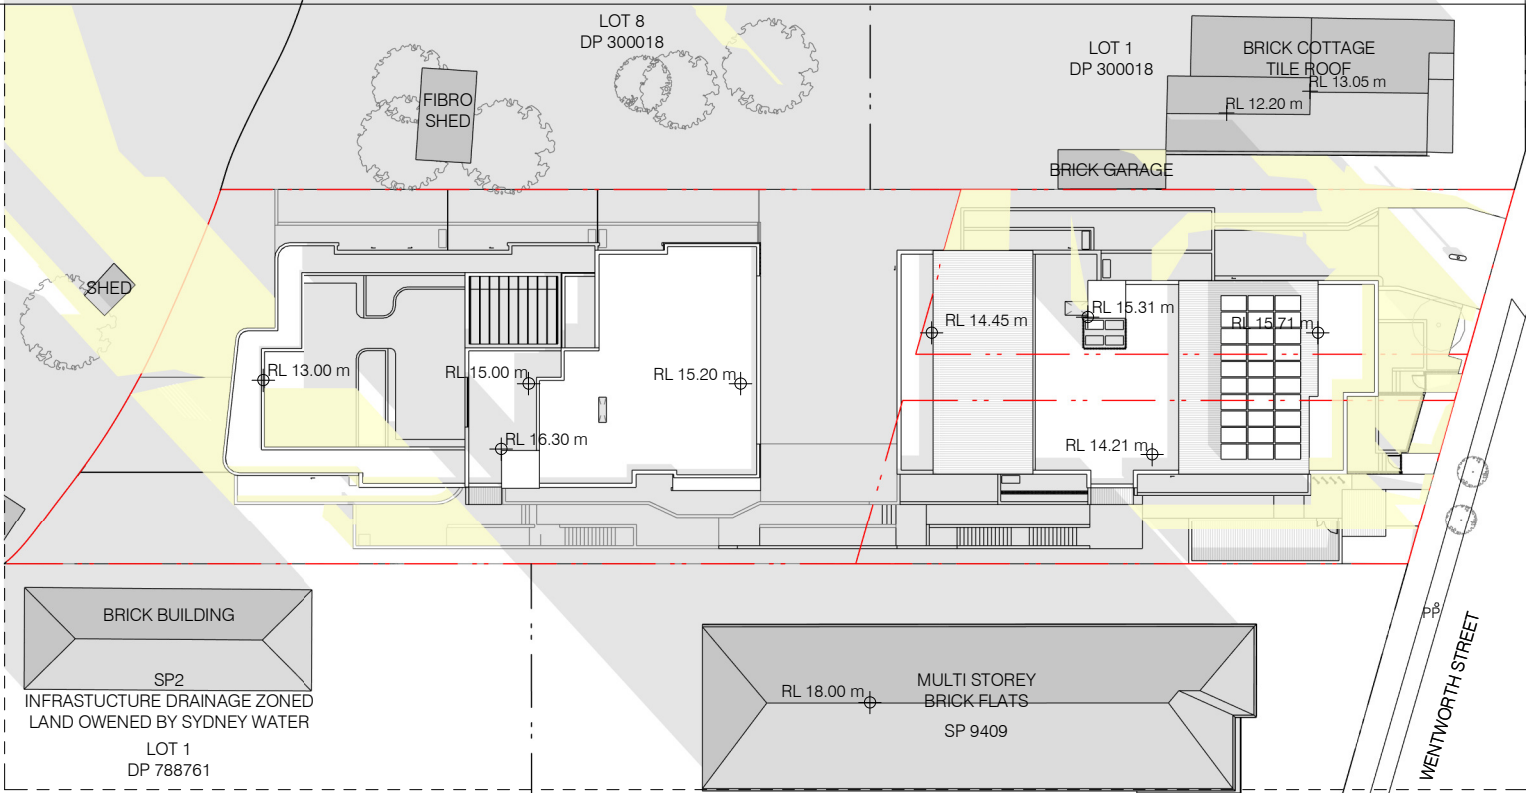 LOT 8
DP 300018
LOT 1
DP 300018
BRICK COTTAGE
TILE ROOF
RL 13.05 m
RL 12.20 m
FIBRO
SHED
BRICK GARAGE
SHED
RL 15.31 m
RL 14.45 m
RL 15.71 m
RL 13.00 m
RL 15.00 m
RL 15.20 m
RL 16.30 m
RL 14.21 m
BRICK BUILDING
SP2
INFRASTUCTURE DRAINAGE ZONED
LAND OWENED BY SYDNEY WATER
LOT 1
DP 788761
RL 18.00 m
MULTI STOREY
BRICK FLATS
SP 9409
PP
WENTWORTH STREET